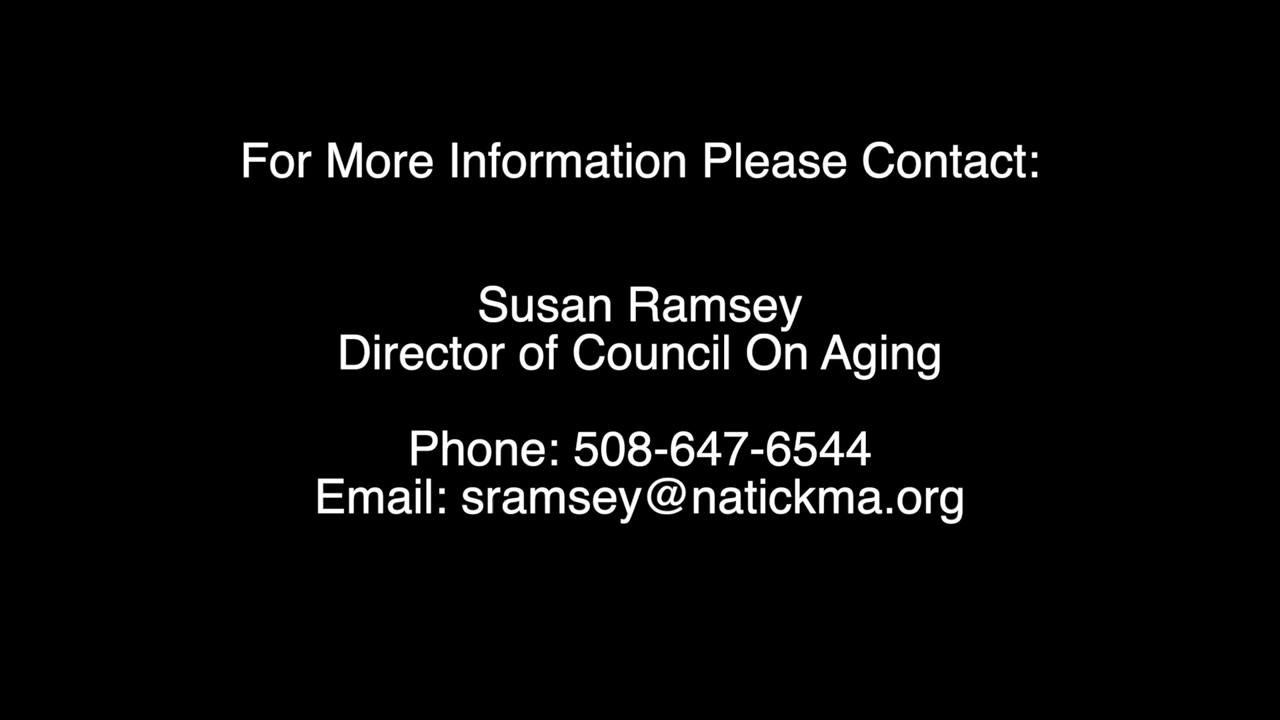 For More Information Please Contact:
Susan Ramsey
Director of Council On Aging
Phone: 508-647-6544
Email: sramsey@natickma.org